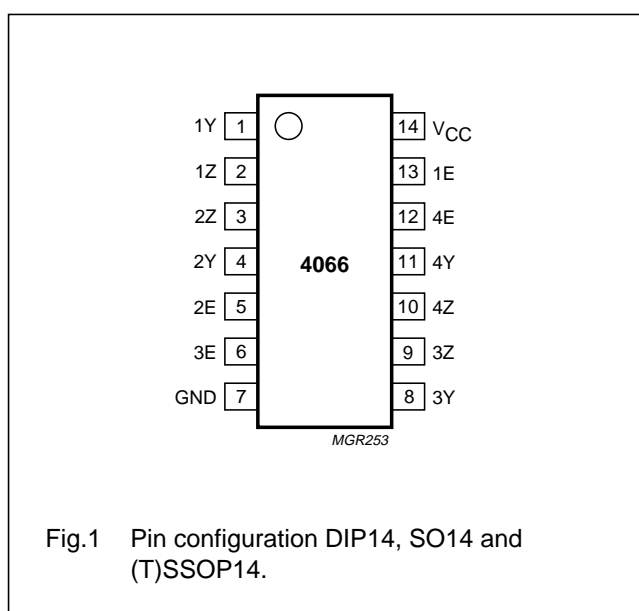 1Y 1 14 VCC
1Z 2 13 1E
2Z 3 12 4E
2Y 4 4066 11 4Y
2E 5 10 4Z
3E 6 9 3Z
GND 7 8 3Y
MGR253
Fig.1 Pin configuration DIP14, SO14 and
(T)SSOP14.